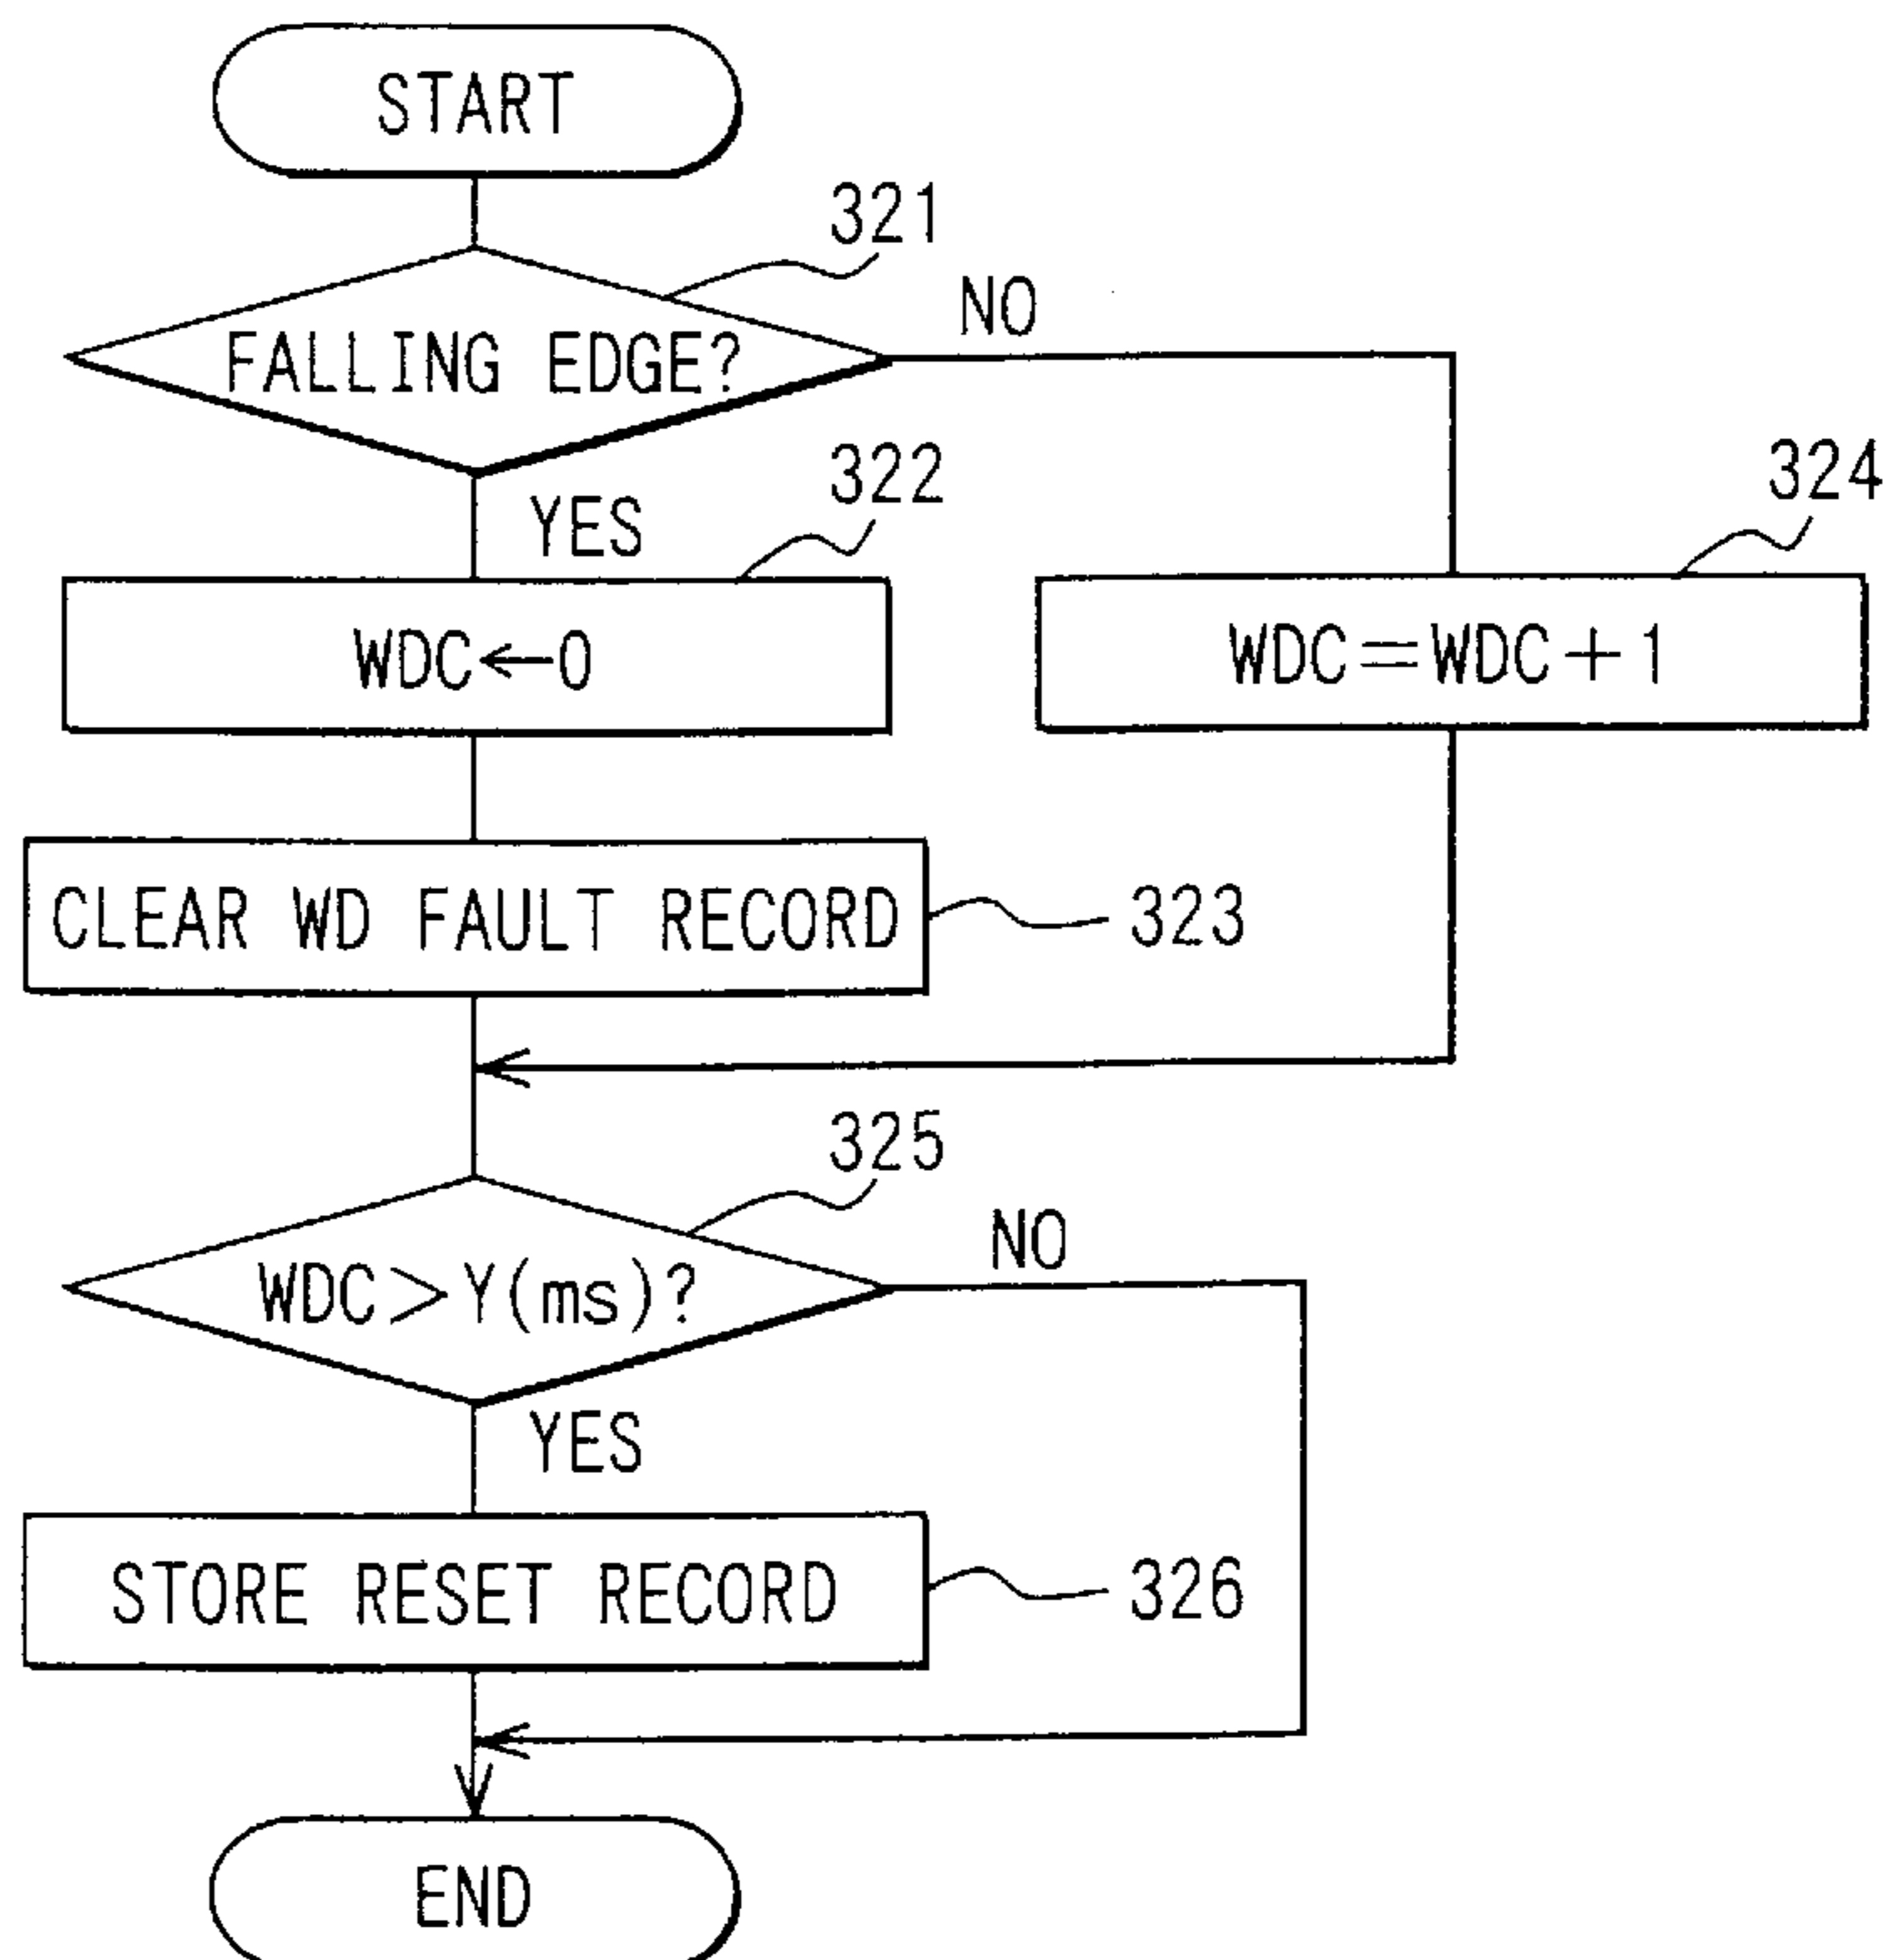 START
321
NO
FALLING EDGE?
322
324
YES
WDC←0
WDC=WDC+1
CLEAR WD FAULT RECORD
323
325
NO
WDC>Y(ms)?
YES
STORE RESET RECORD
326
END